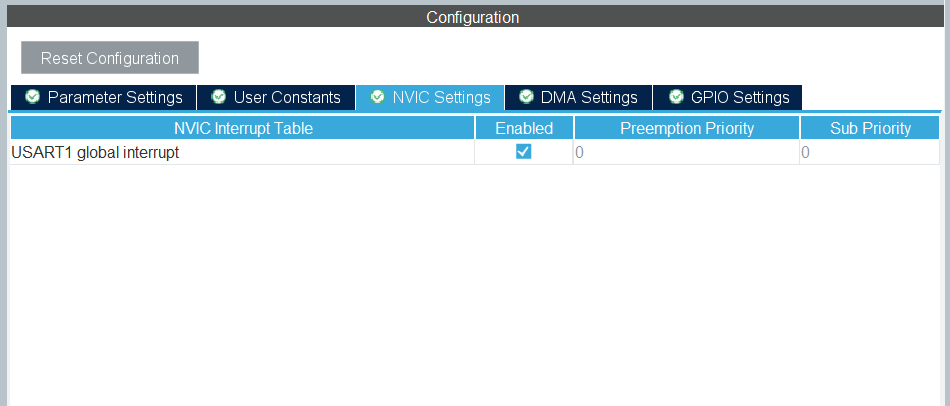 Configuration
Reset Configuration
Parameter Settings User Constants NVIC Settings DMA Settings GPIO Settings
NVIC Interrupt Table Enabled Preemption Priority Sub Priority
USART1 global interrupt 0 0